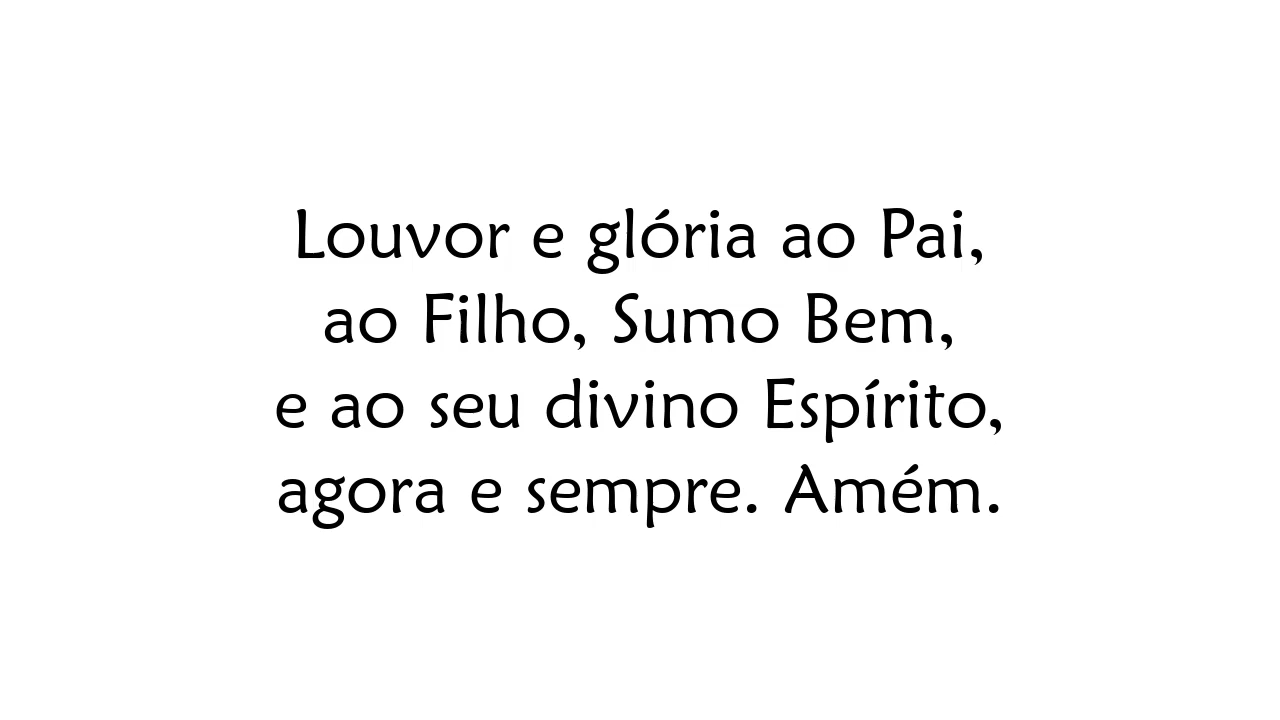 Louvor e glória ao Pai,
ao Filho, Sumo Bem,
e ao seu divino Espírito,
agora e sempre. Amém.